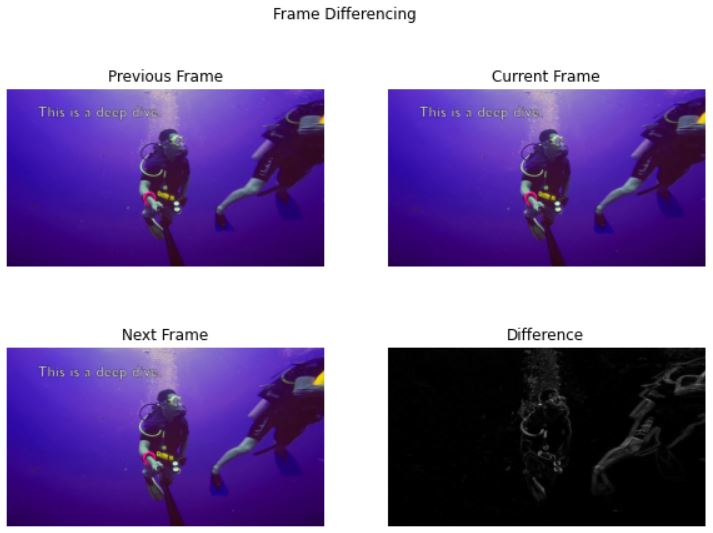 Frame Differencing
Previous Frame
Current Frame
This is a deep dive.
This is a deep dive.
Next Frame
Difference
This is a deep dive.